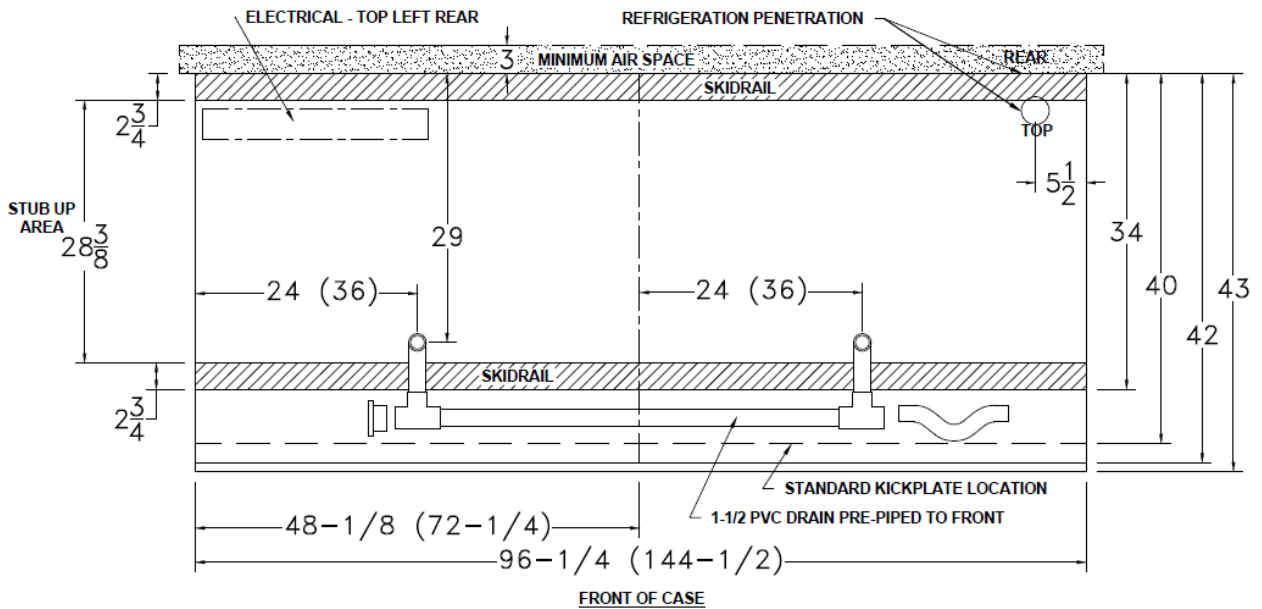 ELECTRICAL - TOP LEFT REAR
REFRIGERATION PENETRATION
3
MINIMUM AIR SPACE
REAR
SKIDRAIL
2 3/4
TOP
5 1/2
STUB UP
AREA
28 3/8
29
34
24 (36)
24 (36)
40
43
42
SKIDRAIL
2 3/4
STANDARD KICKPLATE LOCATION
1-1/2 PVC DRAIN PRE-PIPED TO FRONT
48-1/8 (72-1/4)
96-1/4 (144-1/2)
FRONT OF CASE